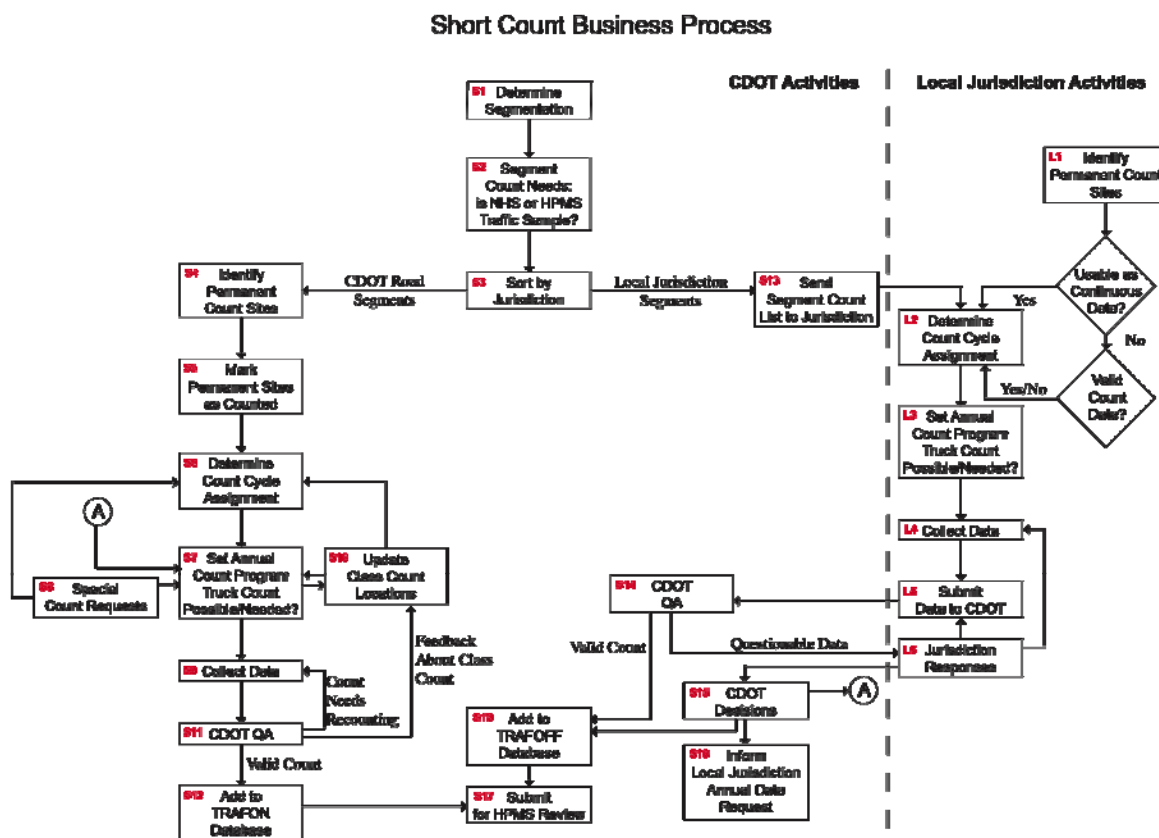 Short Count Business Process
CDOT Activities
Local Jurisdiction Activities
S1 Determine
Segmentation
S2 Segment
Count Needs:
is NHS or HPMS
Traffic Sample?
S3 Sort by
Jurisdiction
CDOT Road
Segments
Local Jurisdiction
Segments
S4 Identify
Permanent
Count Sites
S13 Send
Segment Count
List to Jurisdiction
L1 Identify
Permanent Count
Sites
Usable as
Continuous
Data?
Yes
No
L2 Determine
Count Cycle
Assignment
Yes/No
Valid
Count
Data?
S5 Mark
Permanent Sites
as Counted
L3 Set Annual
Count Program
Truck Count
Possible/Needed?
S6 Determine
Count Cycle
Assignment
A
L4 Collect Data
S7 Set Annual
Count Program
Truck Count
Possible/Needed?
Update
Class Count
Locations
Special
Count Requests
S14 CDOT
QA
L5 Submit
Data to CDOT
Valid Count
Questionable Data
L6 Jurisdiction
Responses
Feedback
About Class
Count
S9 Collect Data
Count
Needs
Recounting
S15 CDOT
Decisions
A
S11 CDOT QA
Add to
TRAFOFF
Database
Inform
Local Jurisdiction
Annual Data
Request
Valid Count
S12 Add to
TRAFON
Database
S17 Submit
for HPMS Review